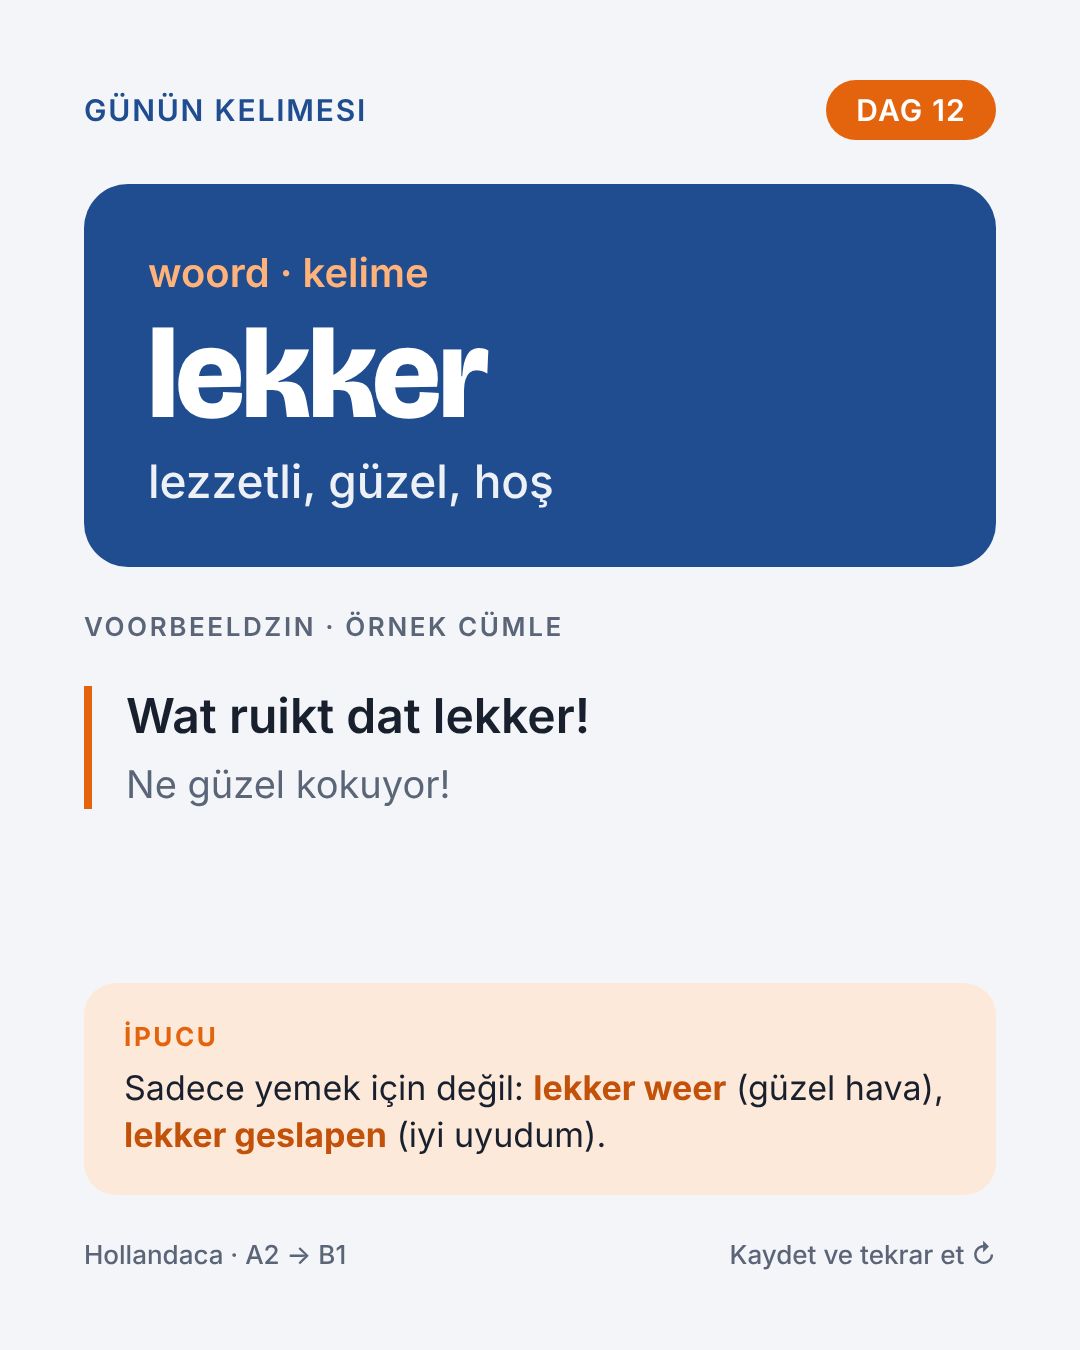 GÜNÜN KELIMESI
DAG 12
woord · kelime
lekker
lezzetli, güzel, hoş
VOORBEELDZIN · ÖRNEK CÜMLE
Wat ruikt dat lekker!
Ne güzel kokuyor!
İPUCU
Sadece yemek için değil: lekker weer (güzel hava),
lekker geslapen (iyi uyudum).
Hollandaca · A2 → B1
Kaydet ve tekrar et ↻